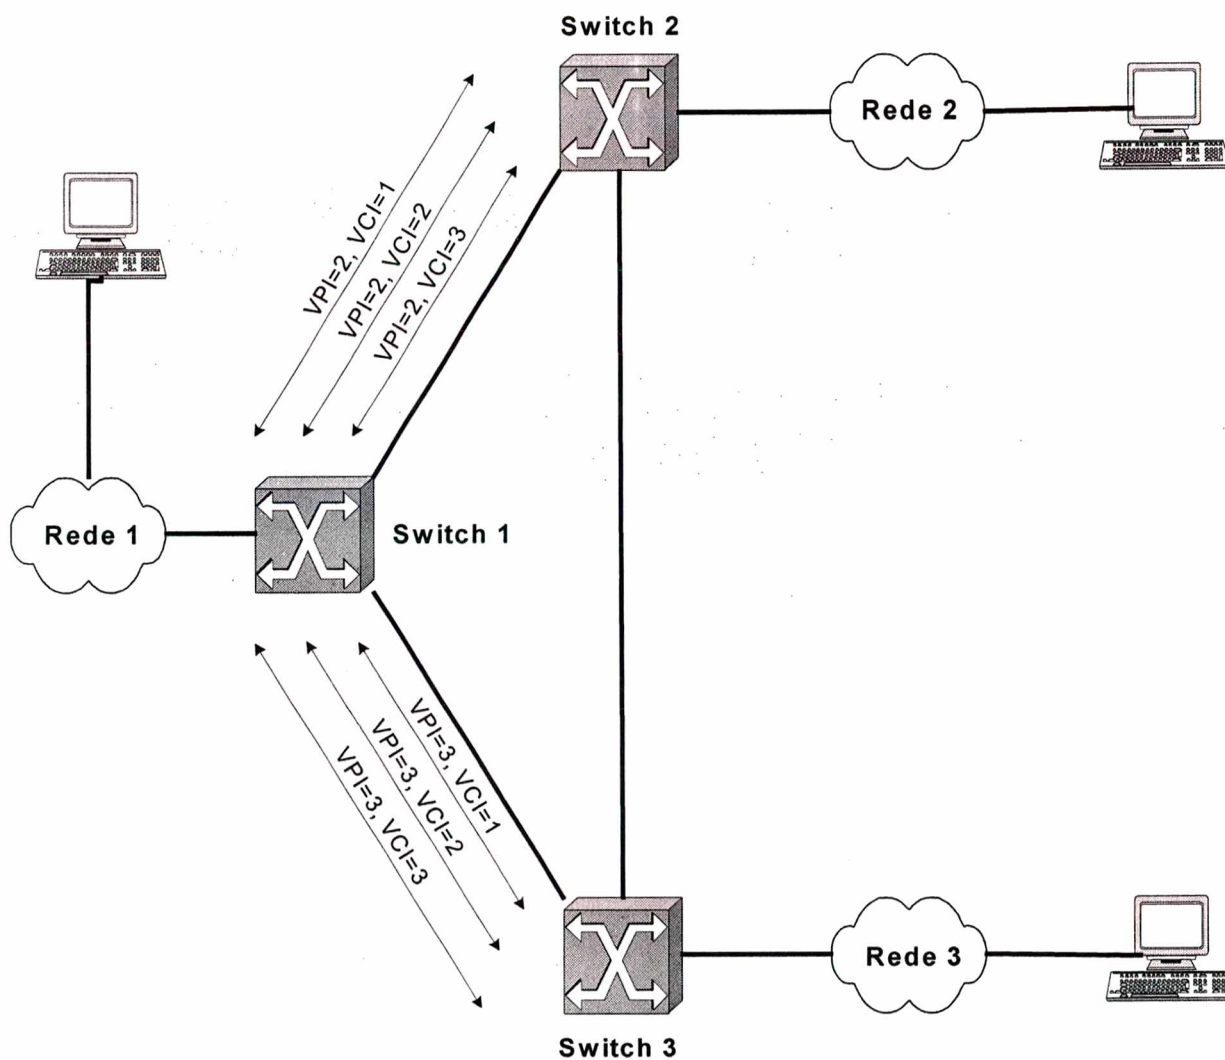 Switch 2
Rede 2
VPI=2, VCI=1
VPI=2, VCI=2
VPI=2, VCI=3
Rede 1
Switch 1
VPI=3, VCI=1
VPI=3, VCI=2
VPI=3, VCI=3
Rede 3
Switch 3